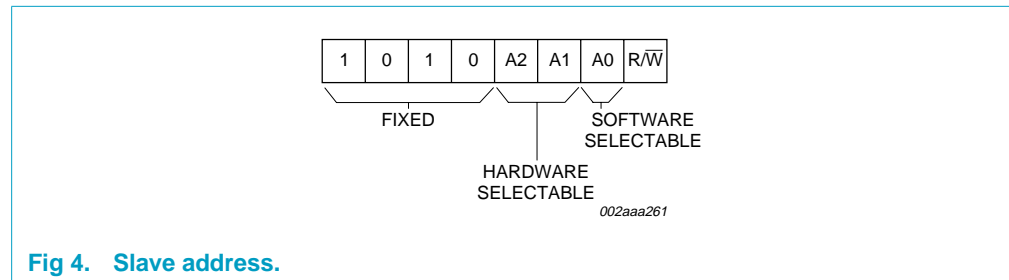 1 0 1 0 A2 A1 A0 R/W̅
FIXED
SOFTWARE
SELECTABLE
HARDWARE
SELECTABLE
002aaa261
Fig 4. Slave address.